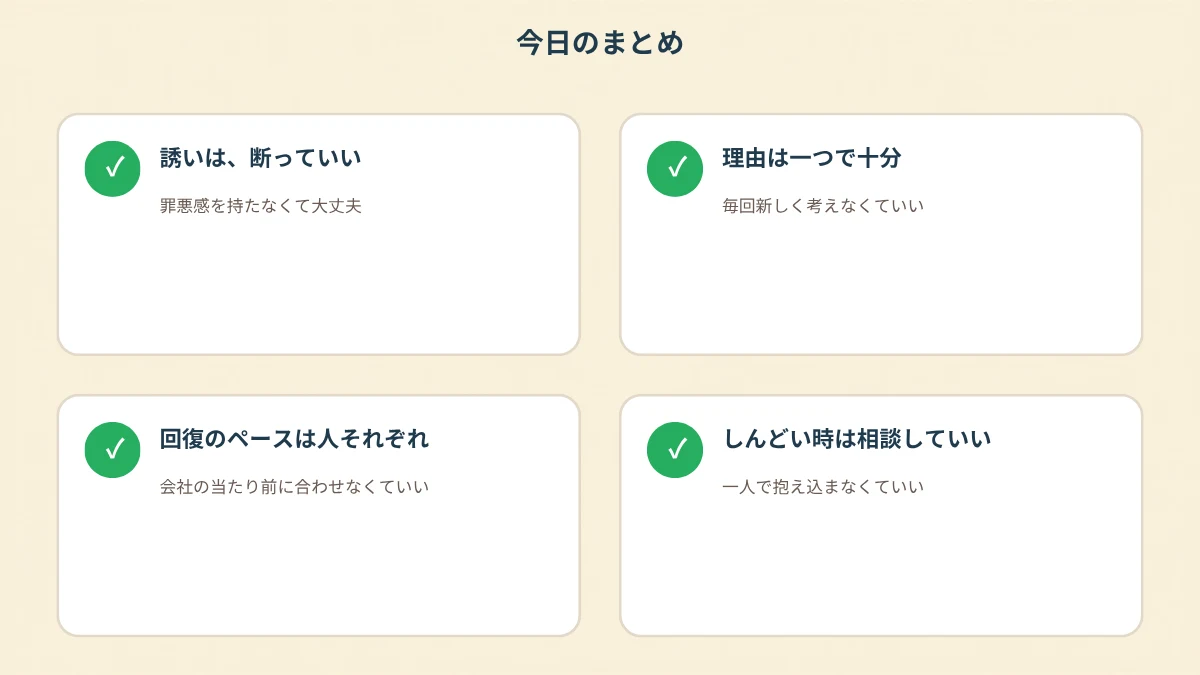 今日のまとめ
誘いは、断っていい
罪悪感を持たなくて大丈夫
理由は一つで十分
毎回新しく考えなくていい
回復のペースは人それぞれ
会社の当たり前に合わせなくていい
しんどい時は相談していい
一人で抱え込まなくていい